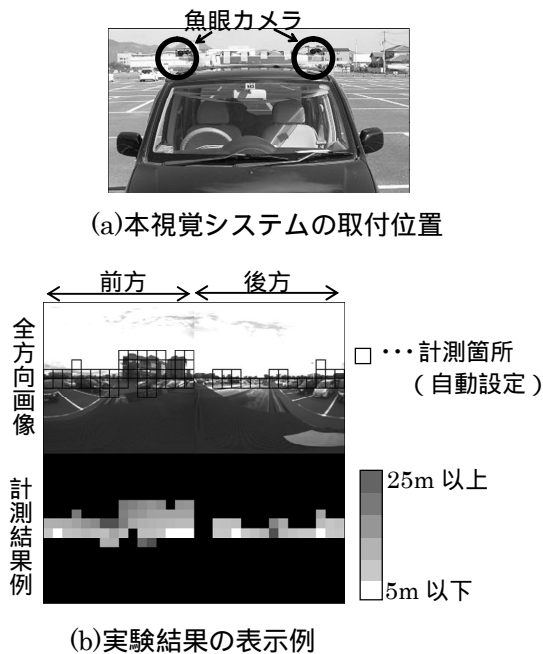 魚眼カメラ
(a)本視覚システムの取付位置
前方
後方
全方向画像
□ ･･･計測箇所
（自動設定）
計測結果例
25m 以上
5m 以下
(b)実験結果の表示例